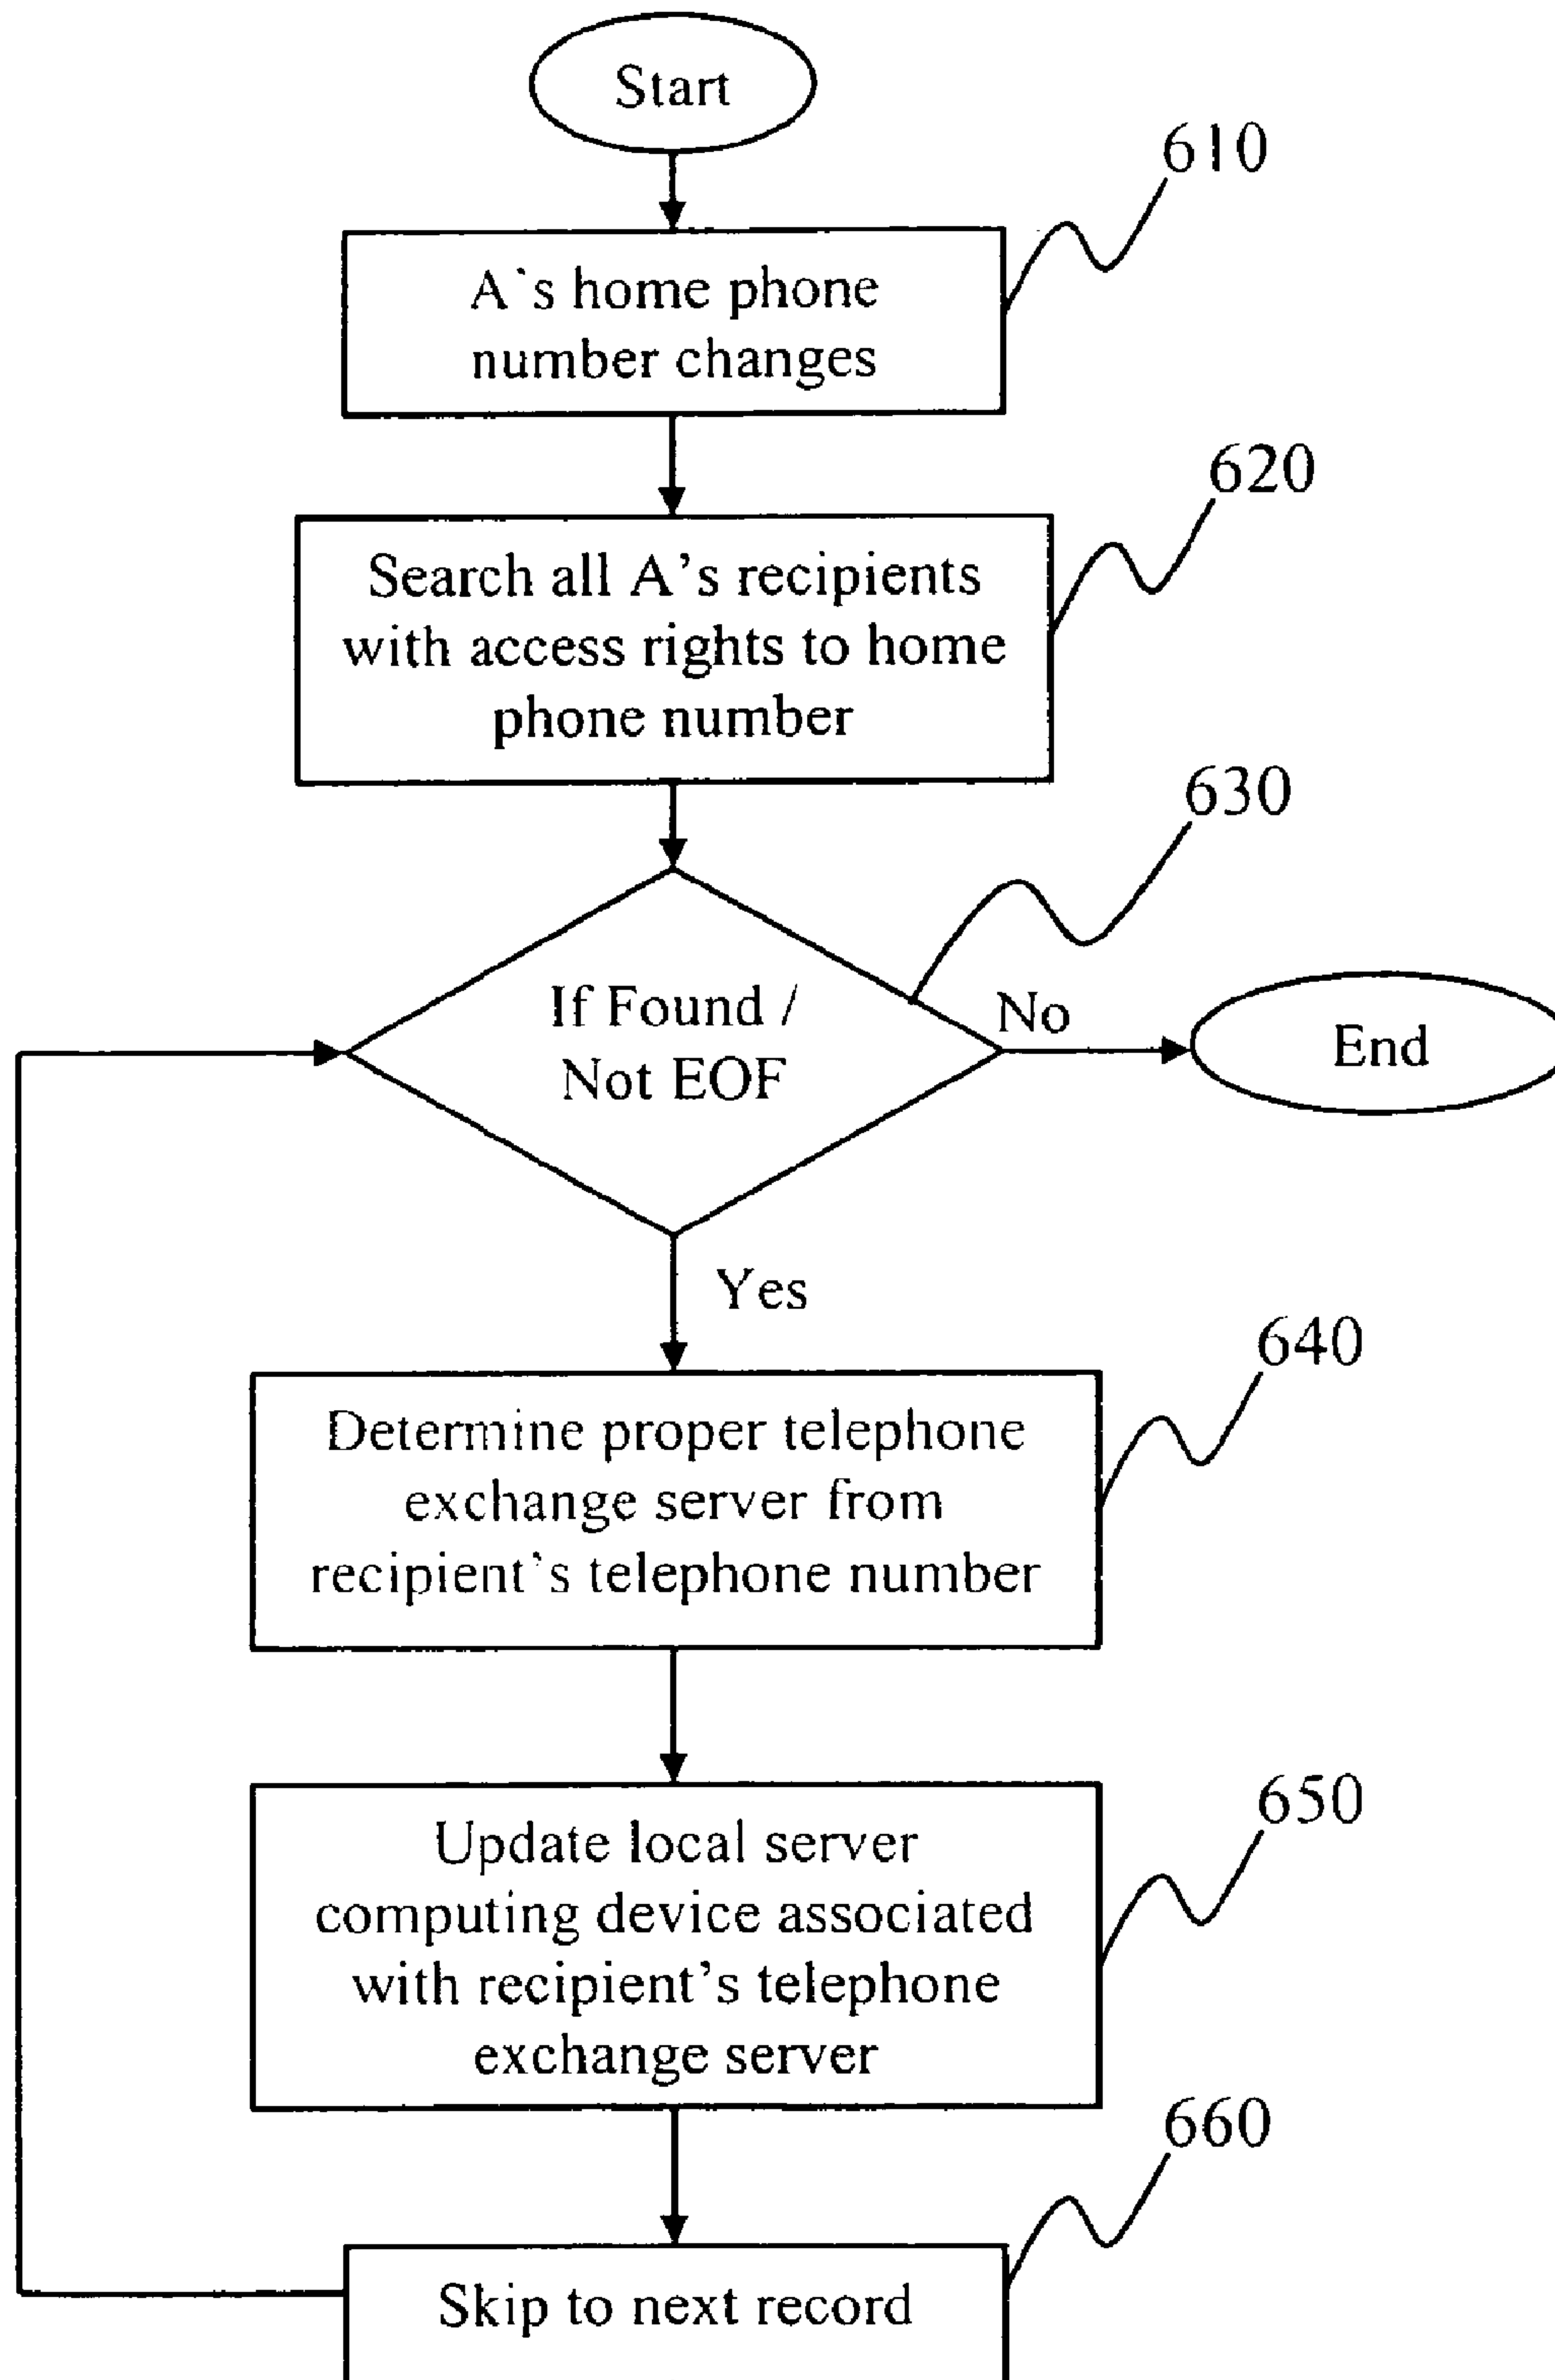 Start
610
A's home phone
number changes
620
Search all A's recipients
with access rights to home
phone number
630
If Found /
Not EOF
No
End
Yes
640
Determine proper telephone
exchange server from
recipient's telephone number
650
Update local server
computing device associated
with recipient's telephone
exchange server
660
Skip to next record